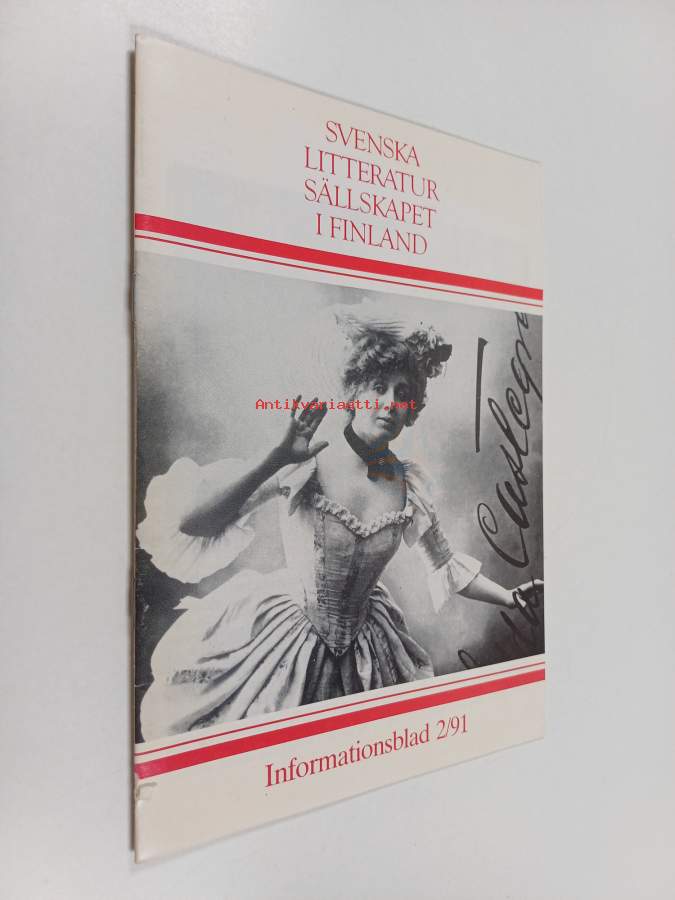 SVENSKA
LITTERATUR
SÄLLSKAPET
I FINLAND
Antikvariaatti.net
Informationsblad 2/91